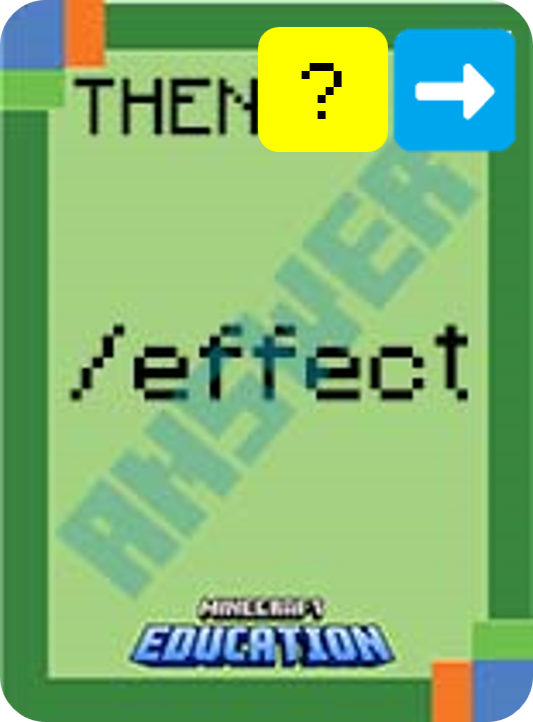 THEN ?
/effect
ANSWER
MINECRAFT
EDUCATION